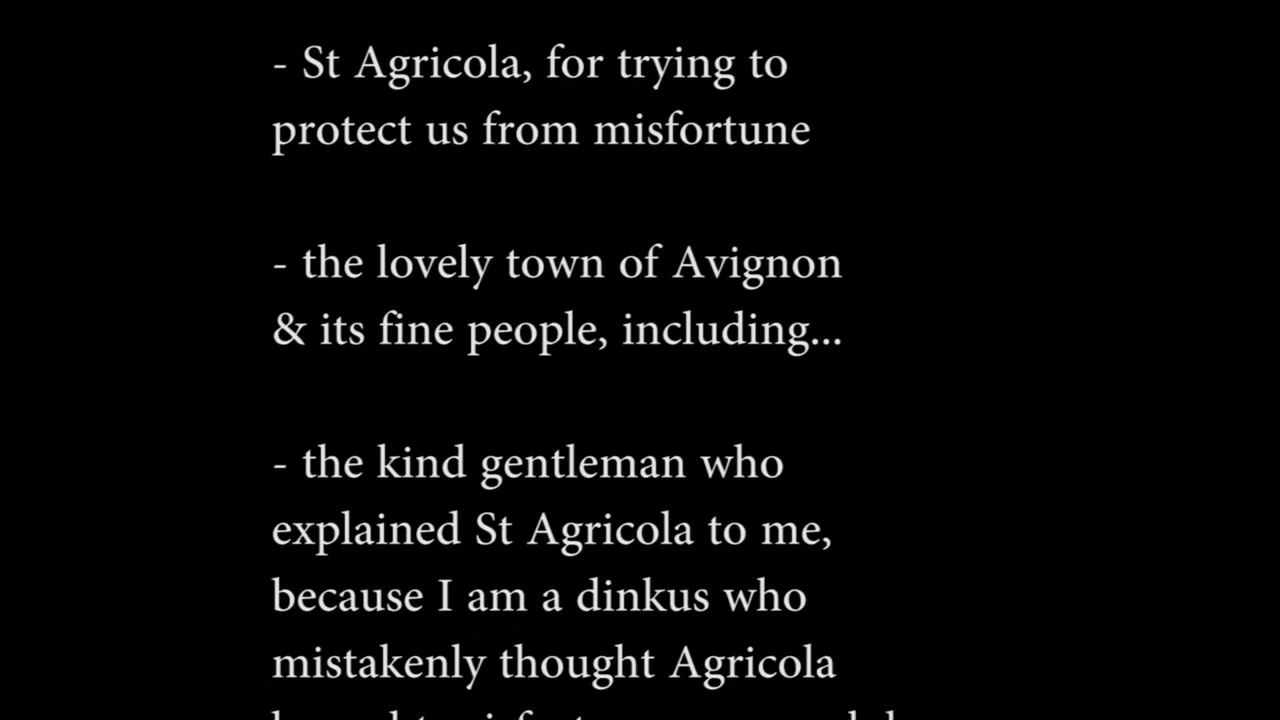 - St Agricola, for trying to
protect us from misfortune
- the lovely town of Avignon
& its fine people, including...
- the kind gentleman who
explained St Agricola to me,
because I am a dinkus who
mistakenly thought Agricola